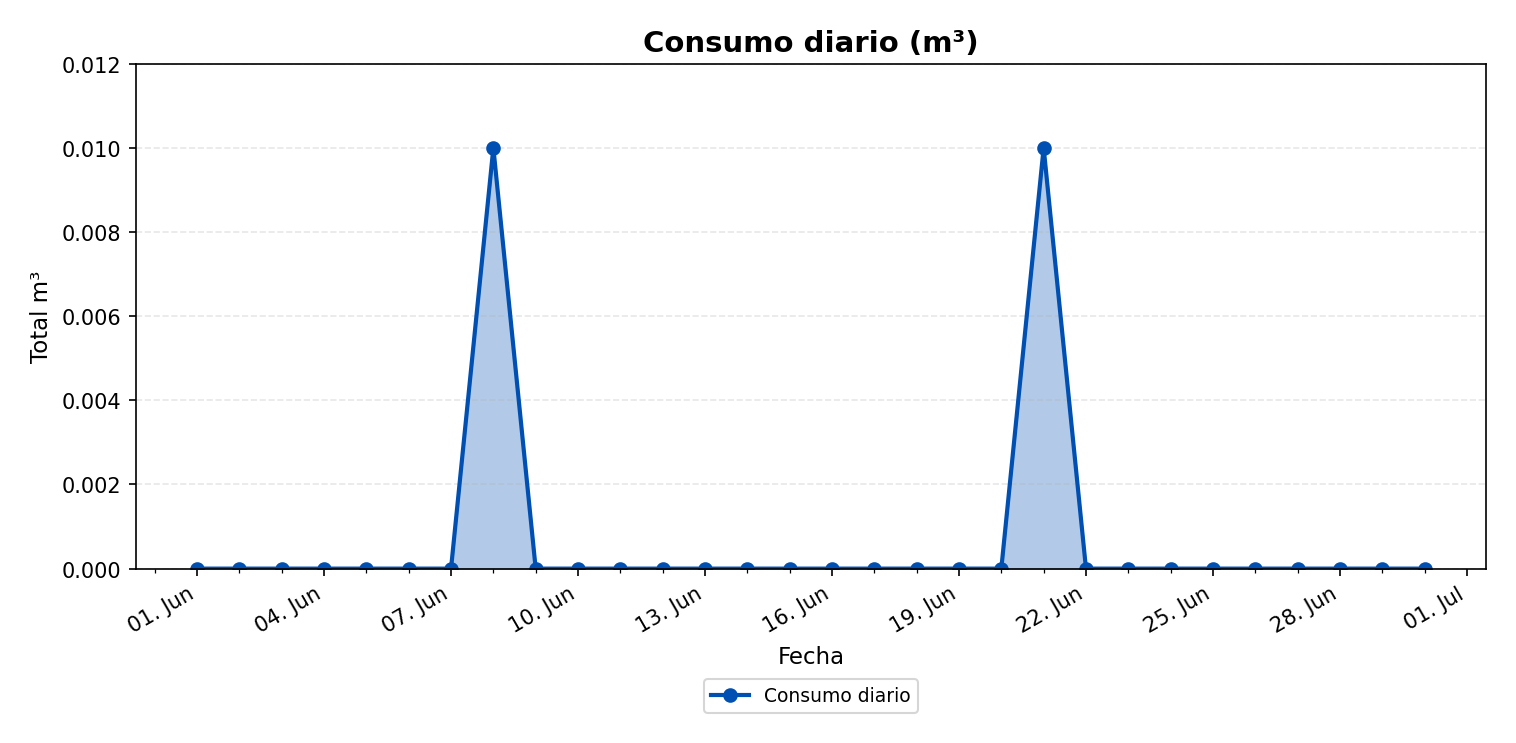 Consumo diario (m³)
0.012
0.010
0.008
0.006
0.004
0.002
0.000
Total m³
01. Jun
04. Jun
07. Jun
10. Jun
13. Jun
16. Jun
19. Jun
22. Jun
25. Jun
28. Jun
01. Jul
Fecha
Consumo diario